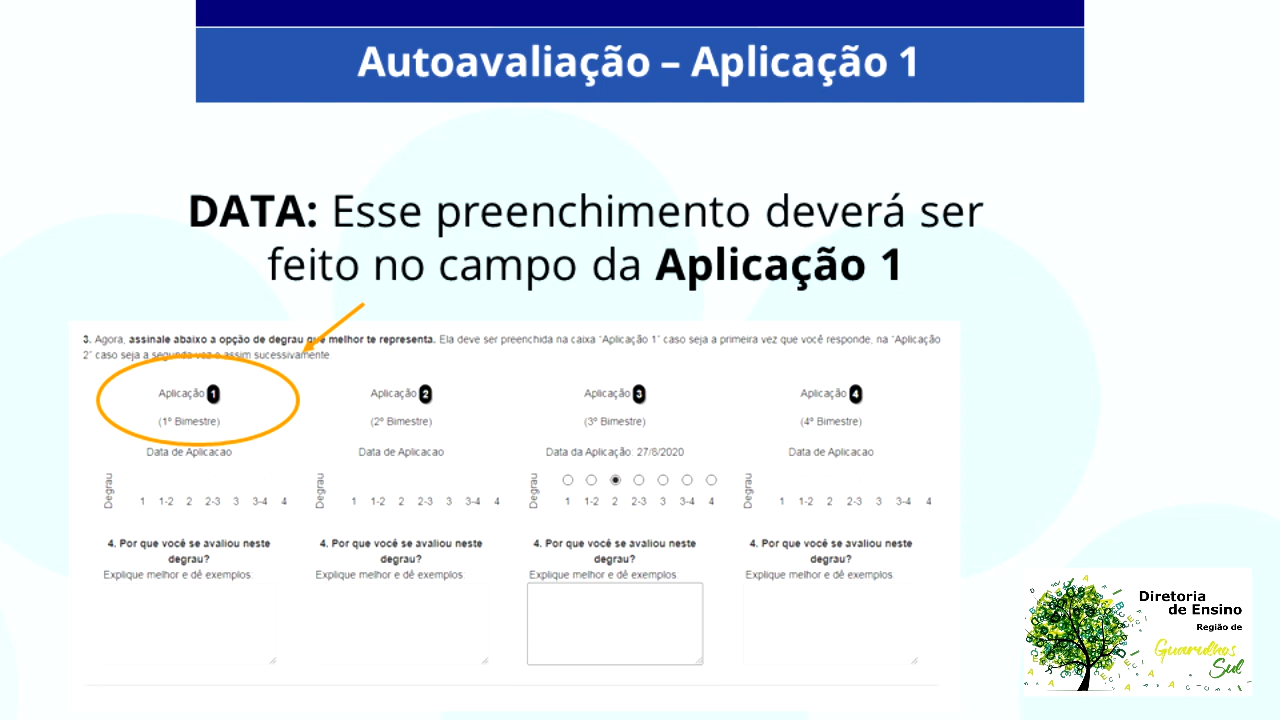 Autoavaliação – Aplicação 1
DATA: Esse preenchimento deverá ser
feito no campo da Aplicação 1
3. Agora, assinale abaixo a opção de degrau que melhor te representa. Ela deve ser preenchida na caixa "Aplicação 1" caso seja a primeira vez que você responde, na "Aplicação
2" caso seja a segunda vez e assim sucessivamente.
Aplicação 1
(1º Bimestre)
Data de Aplicacao
Degrau
1 1-2 2 2-3 3 3-4 4
4. Por que você se avaliou neste
degrau?
Explique melhor e dê exemplos:
Aplicação 2
(2º Bimestre)
Data de Aplicacao
Degrau
1 1-2 2 2-3 3 3-4 4
4. Por que você se avaliou neste
degrau?
Explique melhor e dê exemplos:
Aplicação 3
(3º Bimestre)
Data da Aplicação: 27/8/2020
Degrau
1 1-2 2 2-3 3 3-4 4
4. Por que você se avaliou neste
degrau?
Explique melhor e dê exemplos:
Aplicação 4
(4º Bimestre)
Data de Aplicacao
Degrau
1 1-2 2 2-3 3 3-4 4
4. Por que você se avaliou neste
degrau?
Explique melhor e dê exemplos:
Diretoria
de Ensino
Região de
Guarulhos
Sul